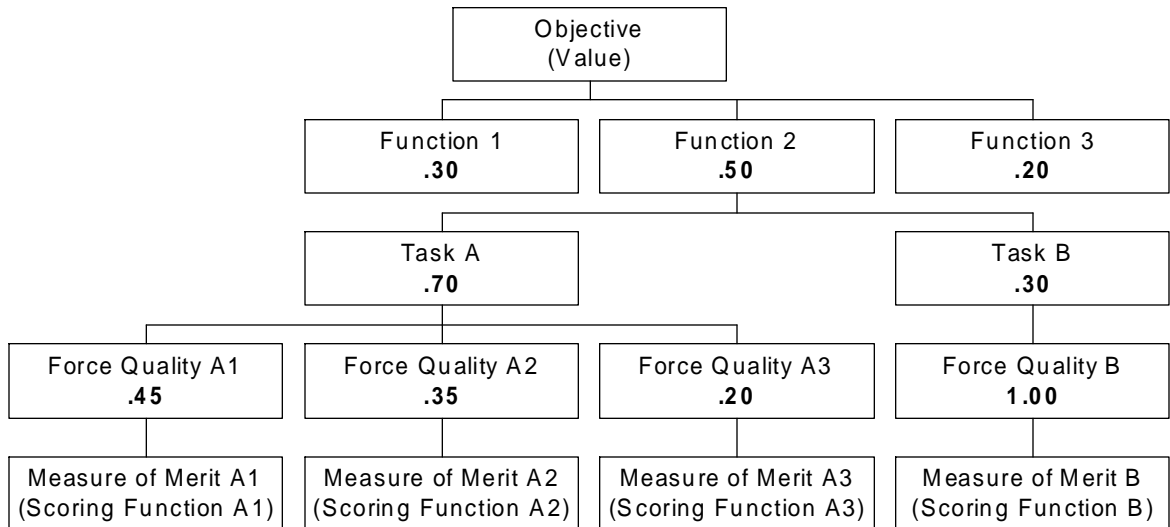 Objective
(Value)
Function 1
.30
Function 2
.50
Function 3
.20
Task A
.70
Task B
.30
Force Quality A1
.45
Force Quality A2
.35
Force Quality A3
.20
Force Quality B
1.00
Measure of Merit A1
(Scoring Function A1)
Measure of Merit A2
(Scoring Function A2)
Measure of Merit A3
(Scoring Function A3)
Measure of Merit B
(Scoring Function B)